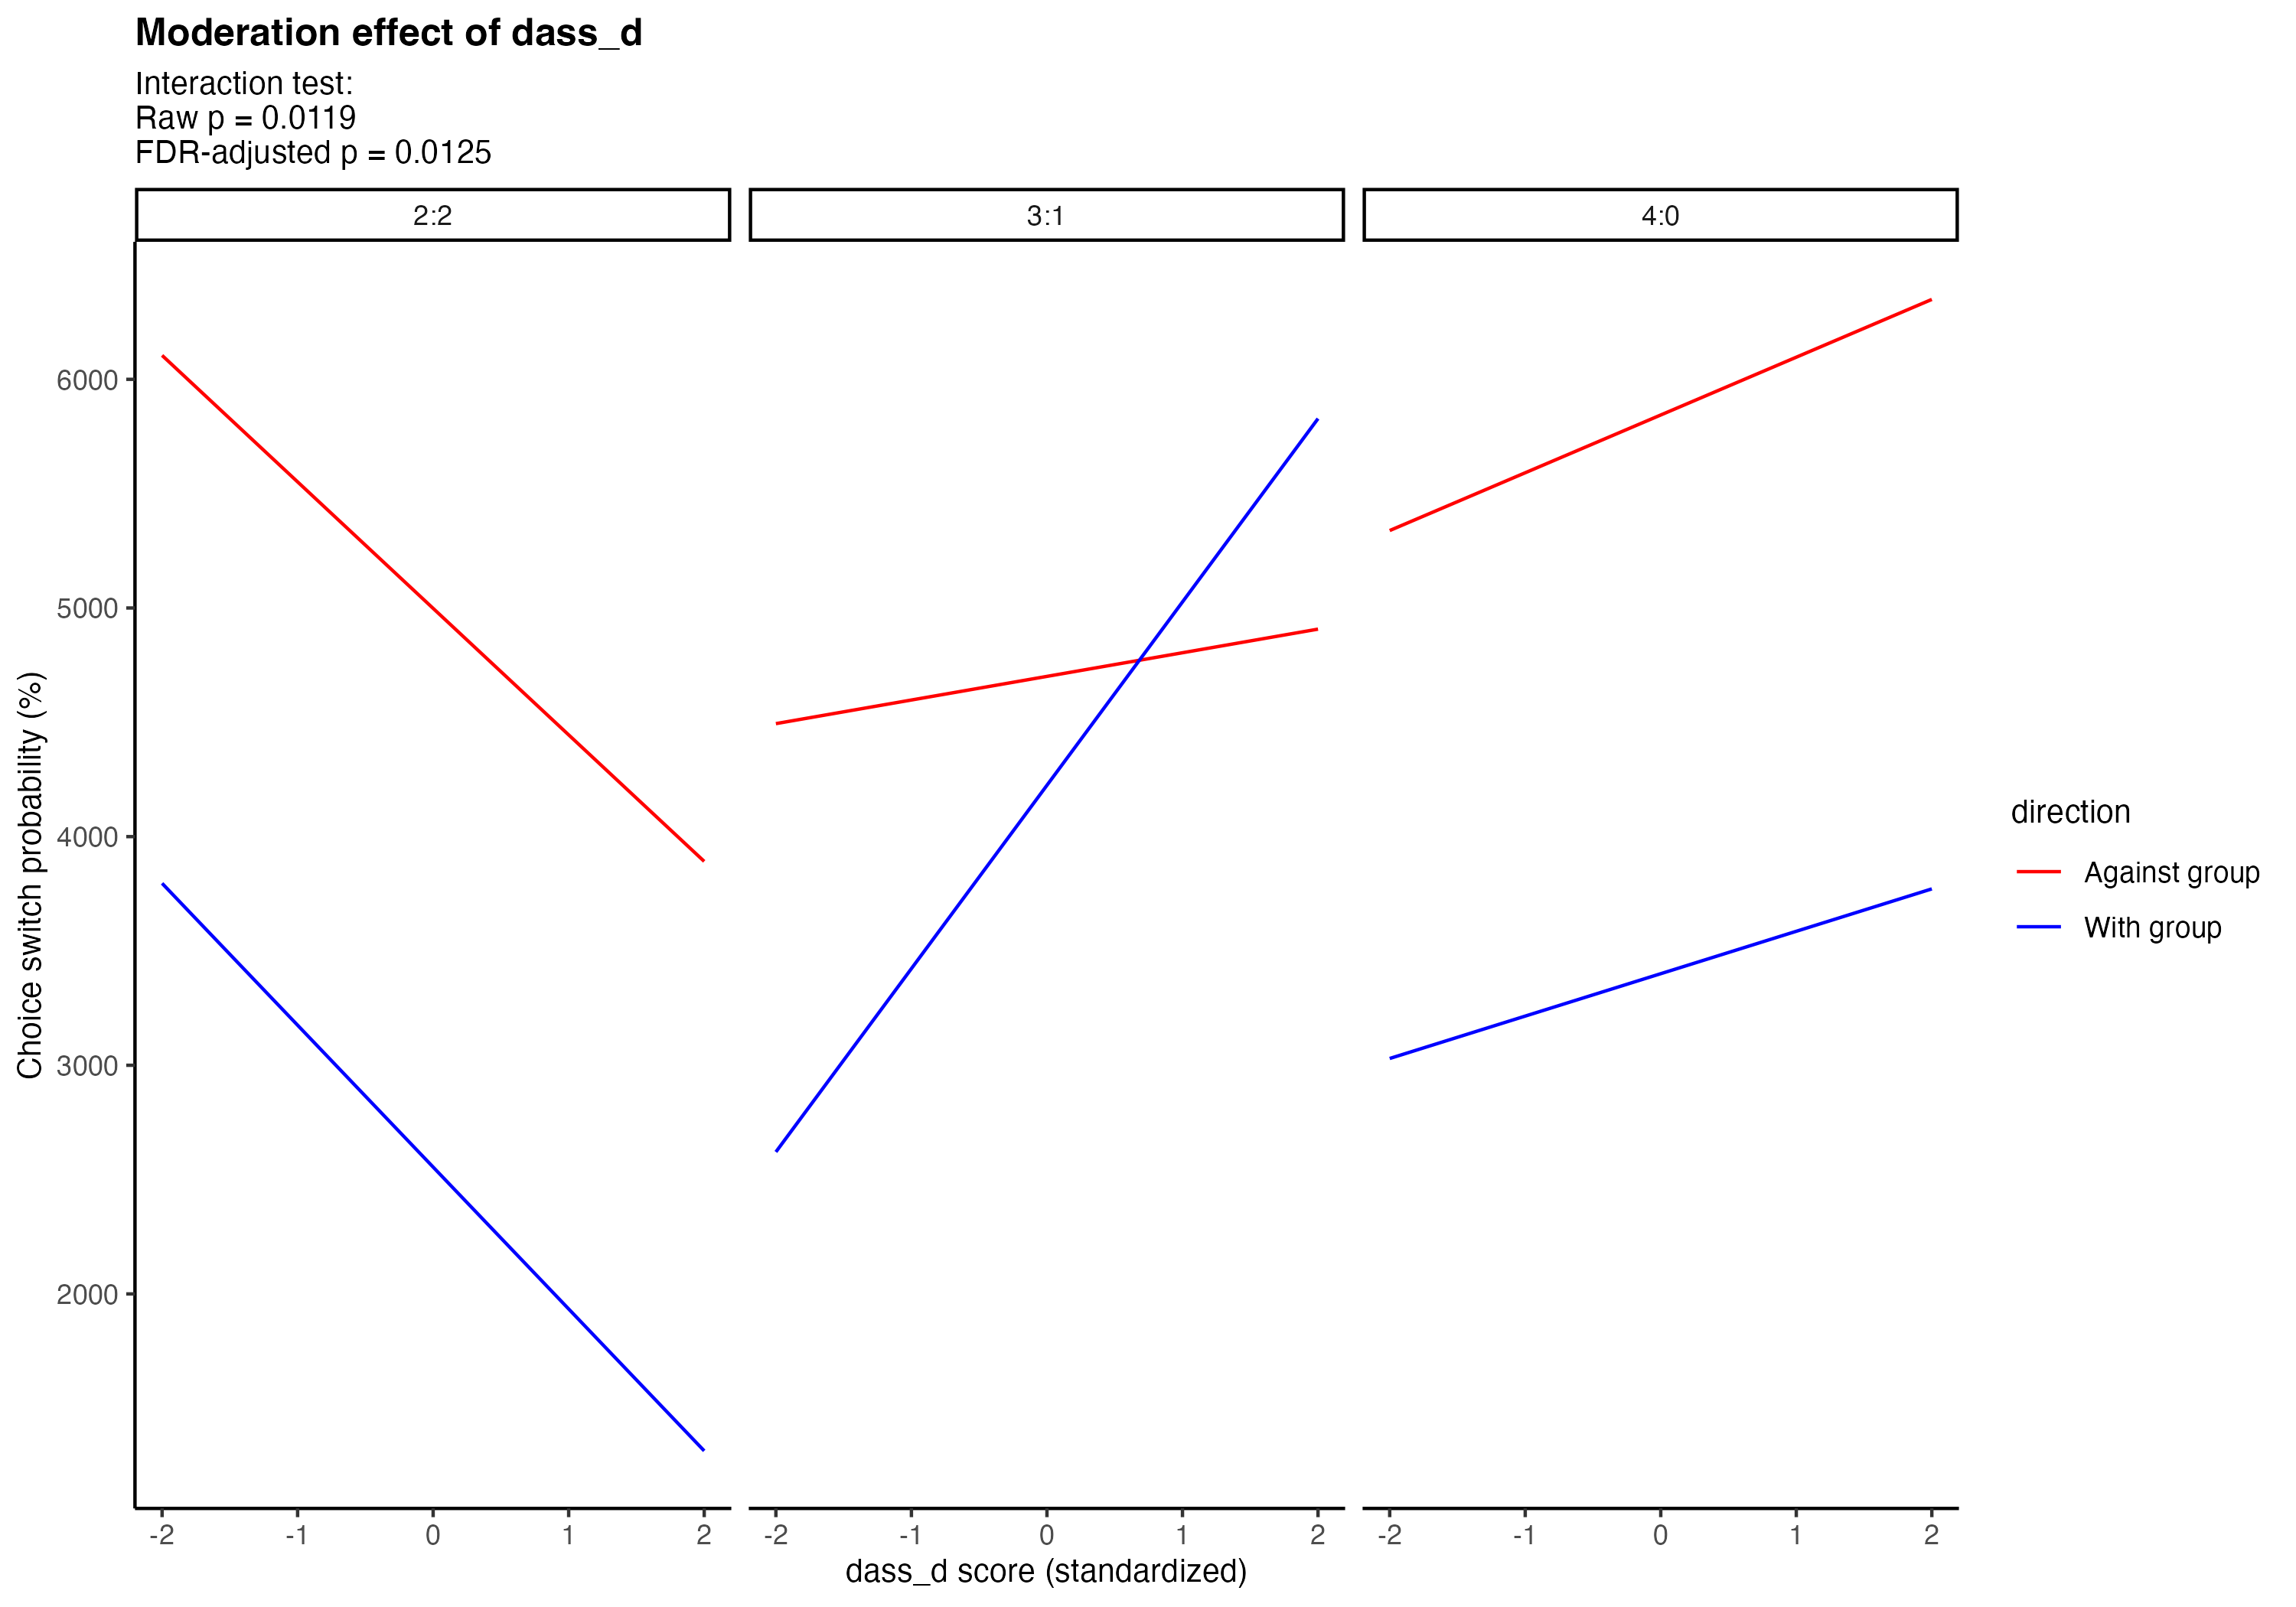 Moderation effect of dass_d
Interaction test:
Raw p = 0.0119
FDR-adjusted p = 0.0125
2:2
3:1
4:0
Choice switch probability (%)
6000
5000
4000
3000
2000
-2 -1 0 1 2
-2 -1 0 1 2
-2 -1 0 1 2
dass_d score (standardized)
direction
Against group
With group